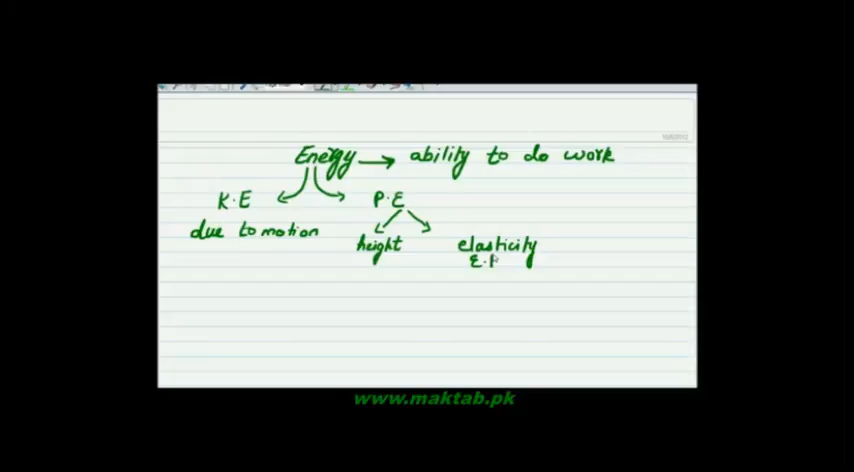 Energy → ability to do work
K.E P.E
due to motion
height elasticity
E.P
www.maktab.pk